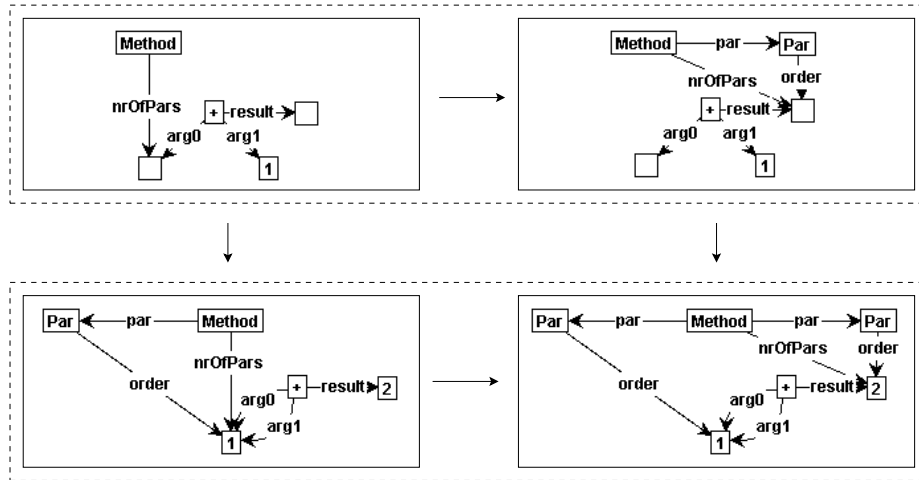 Method
nrOfPars
+ result
arg0 arg1
1
Method par Par
nrOfPars order
+ result
arg0 arg1
1
Par par Method
nrOfPars
order
+ result 2
arg0
arg1
1
Par par Method par Par
nrOfPars order
order
+ result 2
arg0
arg1
1